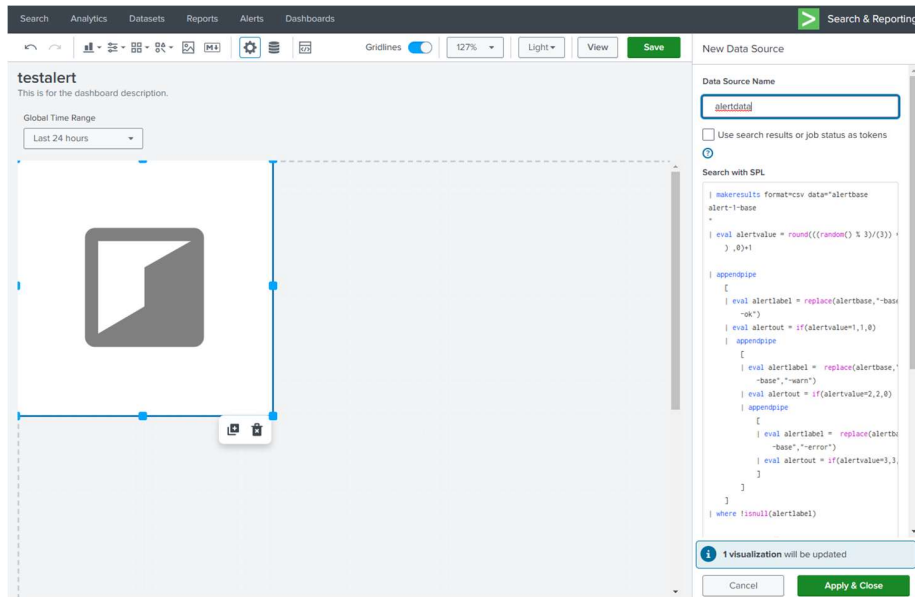 Search Analytics Datasets Reports Alerts Dashboards
Search & Reporting
Gridlines 127% Light View Save
New Data Source
testalert
This is for the dashboard description.
Global Time Range
Last 24 hours
Data Source Name
alertdata
Use search results or job status as tokens
Search with SPL
| makeresults format=csv data="alertbase
alert-1-base
"
| eval alertvalue = round(((random() % 3)/(3)) *
) ,0)+1
| appendpipe
[
| eval alertlabel = replace(alertbase,"-base
-ok")
| eval alertout = if(alertvalue=1,1,0)
| appendpipe
[
| eval alertlabel = replace(alertbase,"
-base","-warn")
| eval alertout = if(alertvalue=2,2,0)
| appendpipe
[
| eval alertlabel = replace(alertba
-base","-error")
| eval alertout = if(alertvalue=3,3,
]
]
]
| where !isnull(alertlabel)
1 visualization will be updated
Cancel Apply & Close